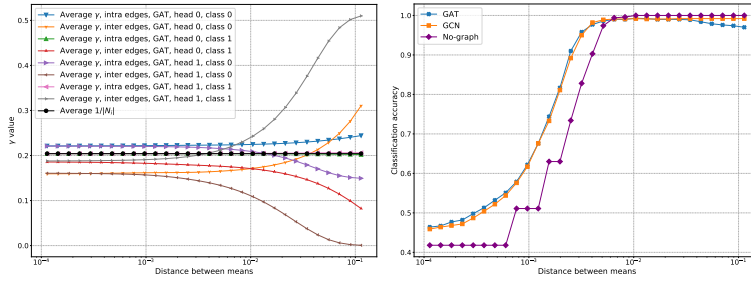 Average γ, intra edges, GAT, head 0, class 0
Average γ, inter edges, GAT, head 0, class 0
Average γ, intra edges, GAT, head 0, class 1
Average γ, inter edges, GAT, head 0, class 1
Average γ, intra edges, GAT, head 1, class 0
Average γ, inter edges, GAT, head 1, class 0
Average γ, intra edges, GAT, head 1, class 1
Average γ, inter edges, GAT, head 1, class 1
Average 1/|Nᵢ|
γ value
0.5
0.4
0.3
0.2
0.1
0.0
10⁻⁴
10⁻³
10⁻²
10⁻¹
Distance between means
GAT
GCN
No-graph
Classification accuracy
1.0
0.9
0.8
0.7
0.6
0.5
0.4
10⁻⁴
10⁻³
10⁻²
10⁻¹
Distance between means